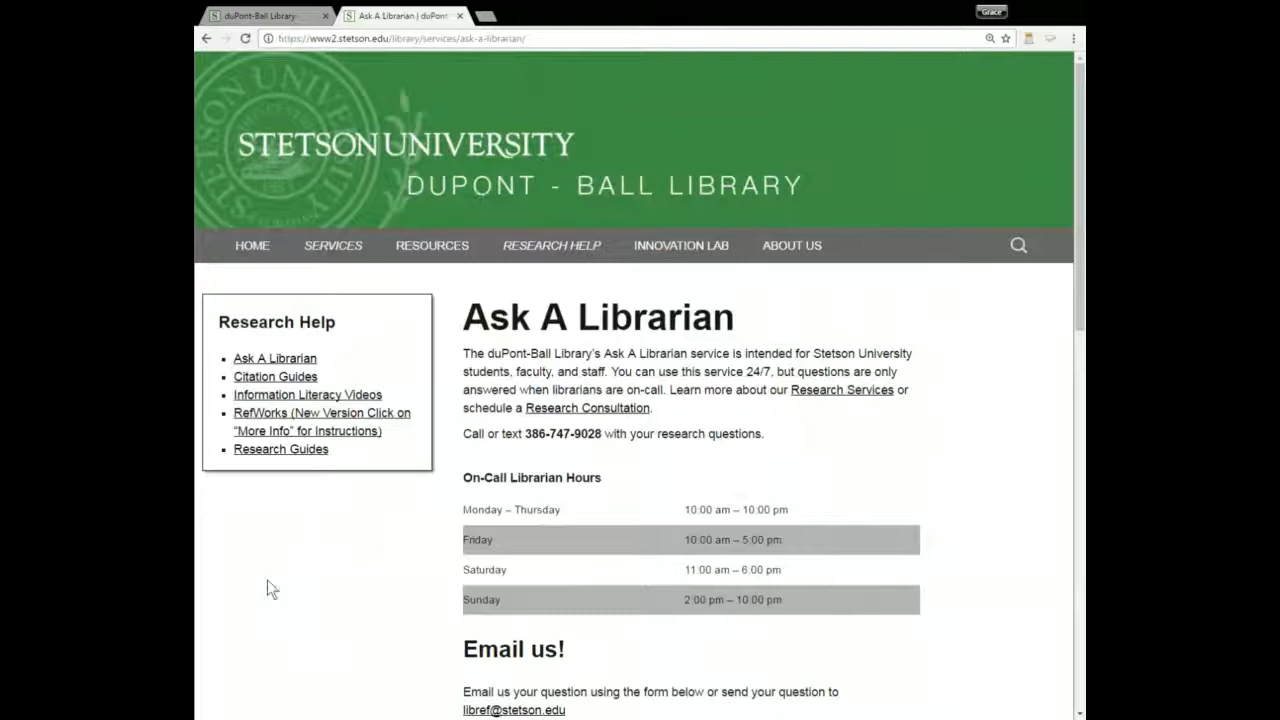 duPont-Ball Library
Ask A Librarian | duPont
Grace
https://www2.stetson.edu/library/services/ask-a-librarian/
STETSON UNIVERSITY
DUPONT - BALL LIBRARY
HOME SERVICES RESOURCES RESEARCH HELP INNOVATION LAB ABOUT US
Research Help
Ask A Librarian
Citation Guides
Information Literacy Videos
RefWorks (New Version Click on
"More Info" for Instructions)
Research Guides
Ask A Librarian
The duPont-Ball Library's Ask A Librarian service is intended for Stetson University
students, faculty, and staff. You can use this service 24/7, but questions are only
answered when librarians are on-call. Learn more about our Research Services or
schedule a Research Consultation.
Call or text 386-747-9028 with your research questions.
On-Call Librarian Hours
Monday – Thursday 10:00 am – 10:00 pm
Friday 10:00 am – 5:00 pm
Saturday 11:00 am – 6:00 pm
Sunday 2:00 pm – 10:00 pm
Email us!
Email us your question using the form below or send your question to
libref@stetson.edu